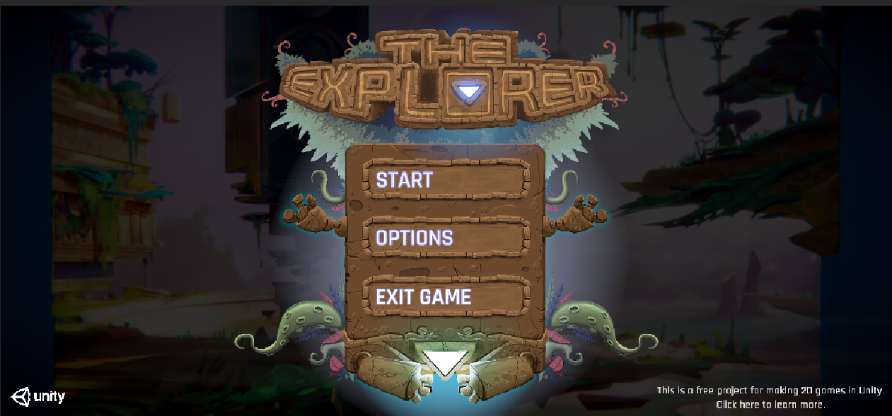 THE
EXPLORER
START
OPTIONS
EXIT GAME
unity
This is a free project for making 2D games in Unity
Click here to learn more.